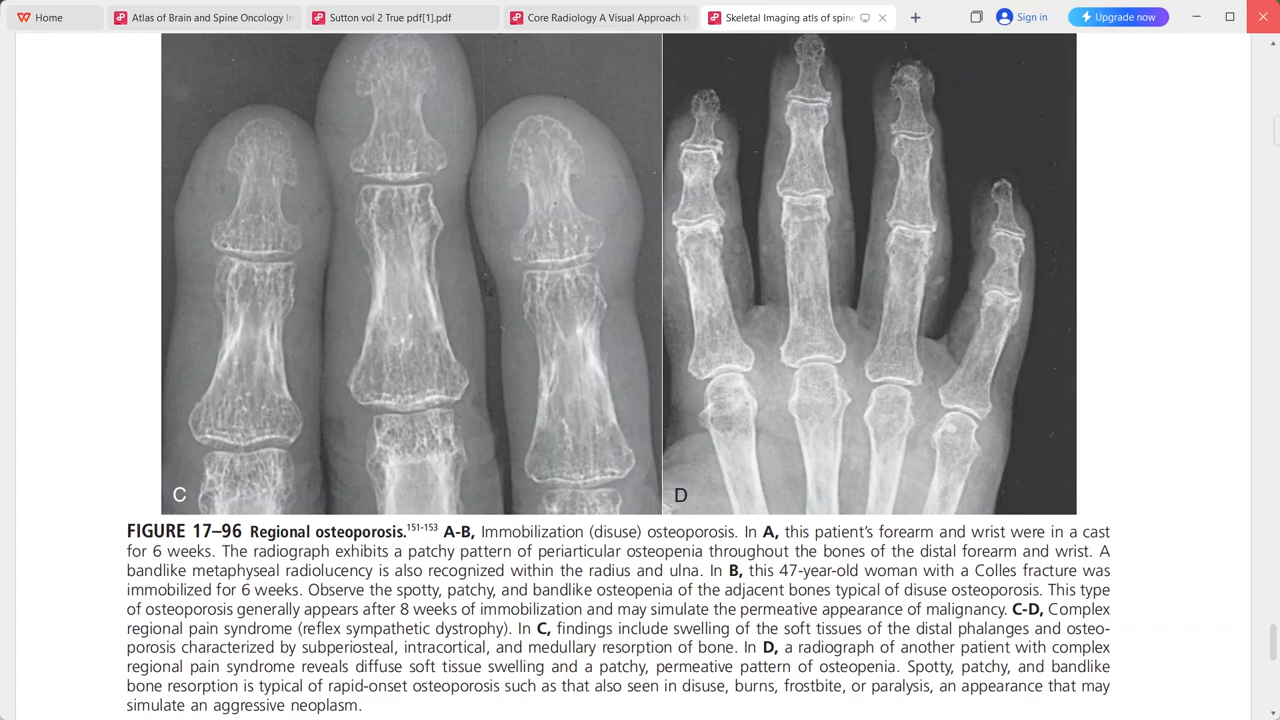 Home
Atlas of Brain and Spine Oncology I
Sutton vol 2 True pdf[1].pdf
Core Radiology A Visual Approach to
Skeletal Imaging atls of spine
Sign in
Upgrade now
C
D
FIGURE 17–96 Regional osteoporosis.151-153 A-B, Immobilization (disuse) osteoporosis. In A, this patient's forearm and wrist were in a cast
for 6 weeks. The radiograph exhibits a patchy pattern of periarticular osteopenia throughout the bones of the distal forearm and wrist. A
bandlike metaphyseal radiolucency is also recognized within the radius and ulna. In B, this 47-year-old woman with a Colles fracture was
immobilized for 6 weeks. Observe the spotty, patchy, and bandlike osteopenia of the adjacent bones typical of disuse osteoporosis. This type
of osteoporosis generally appears after 8 weeks of immobilization and may simulate the permeative appearance of malignancy. C-D, Complex
regional pain syndrome (reflex sympathetic dystrophy). In C, findings include swelling of the soft tissues of the distal phalanges and osteo-
porosis characterized by subperiosteal, intracortical, and medullary resorption of bone. In D, a radiograph of another patient with complex
regional pain syndrome reveals diffuse soft tissue swelling and a patchy, permeative pattern of osteopenia. Spotty, patchy, and bandlike
bone resorption is typical of rapid-onset osteoporosis such as that also seen in disuse, burns, frostbite, or paralysis, an appearance that may
simulate an aggressive neoplasm.